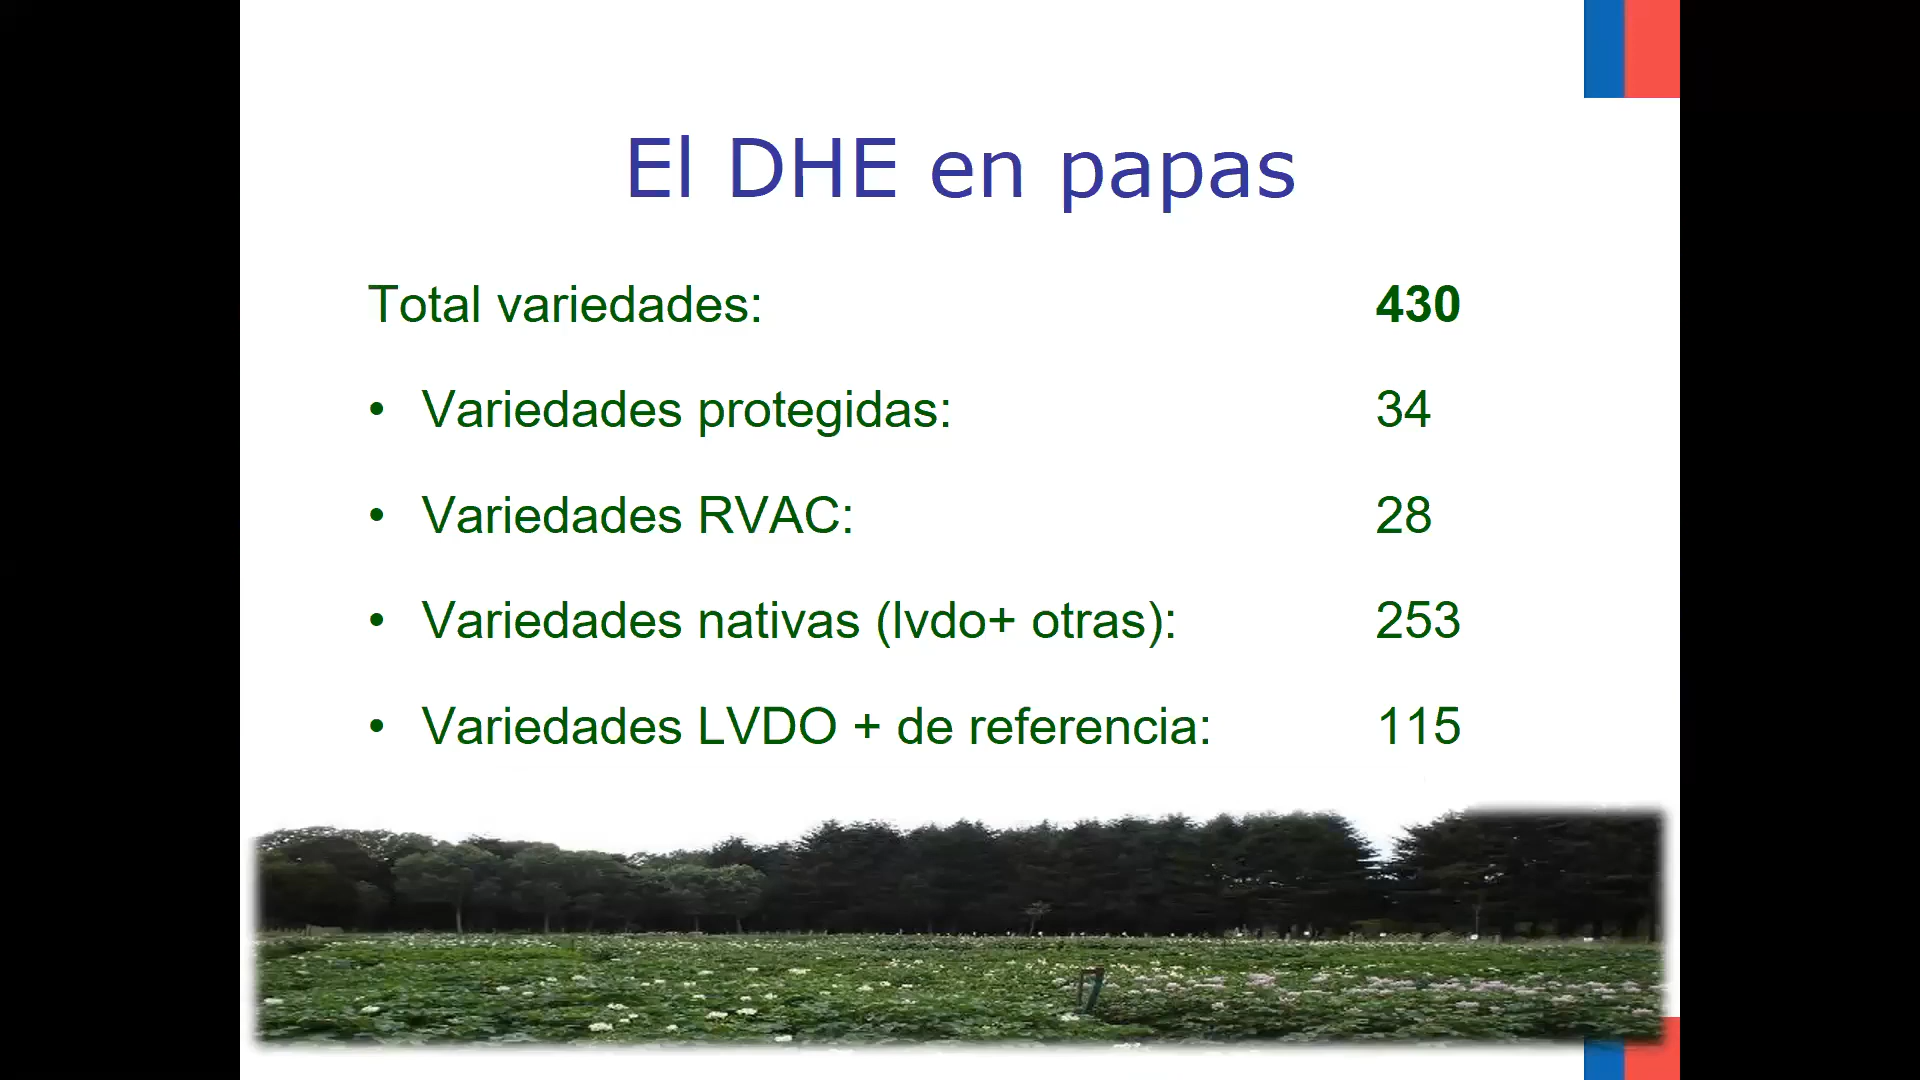 El DHE en papas
Total variedades: 430
• Variedades protegidas: 34
• Variedades RVAC: 28
• Variedades nativas (lvdo+ otras): 253
• Variedades LVDO + de referencia: 115